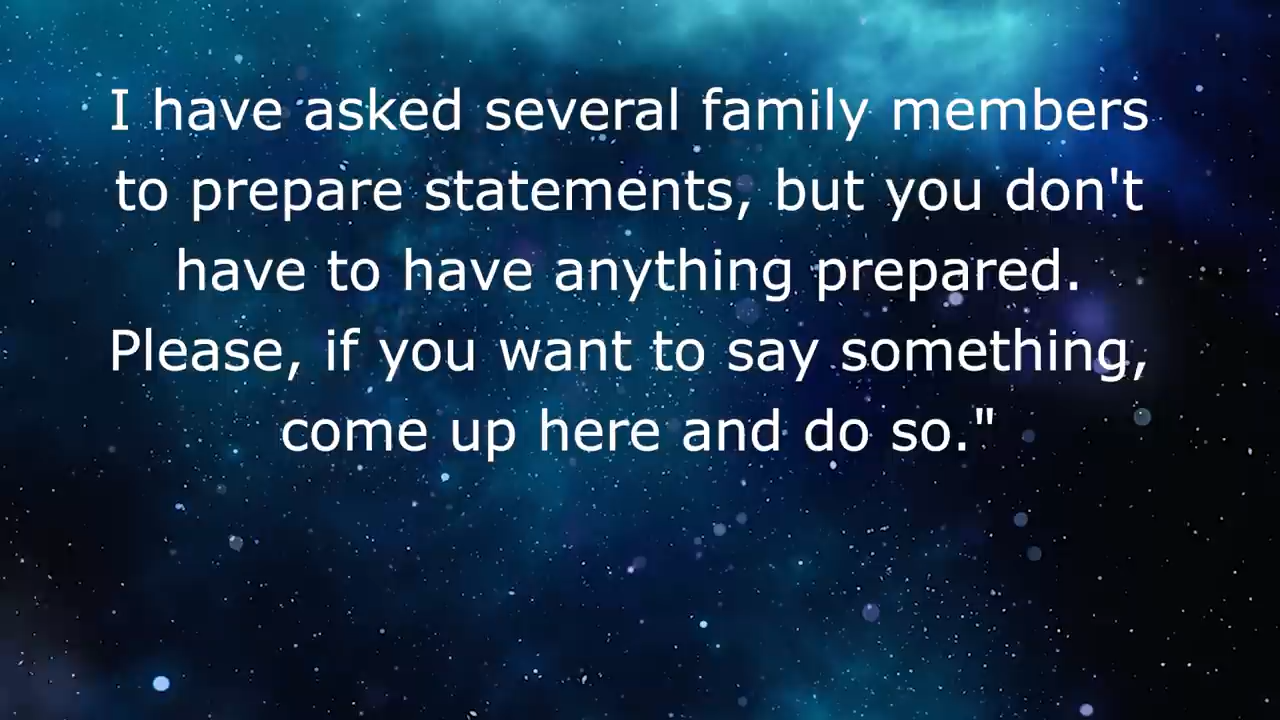 I have asked several family members
to prepare statements, but you don't
have to have anything prepared.
Please, if you want to say something,
come up here and do so."